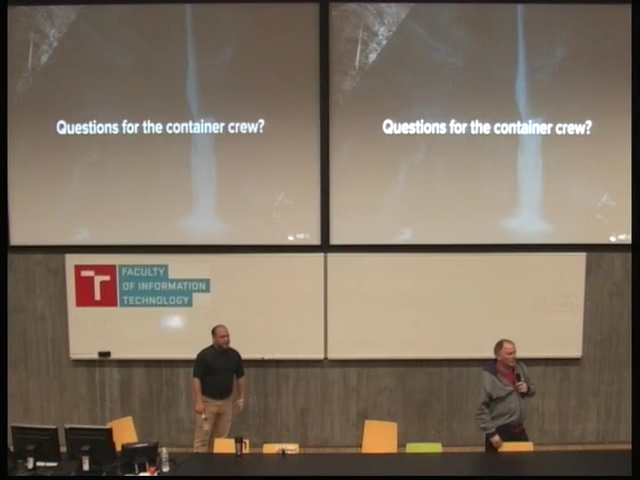 Questions for the container crew?
Questions for the container crew?
T
FACULTY
OF INFORMATION
TECHNOLOGY